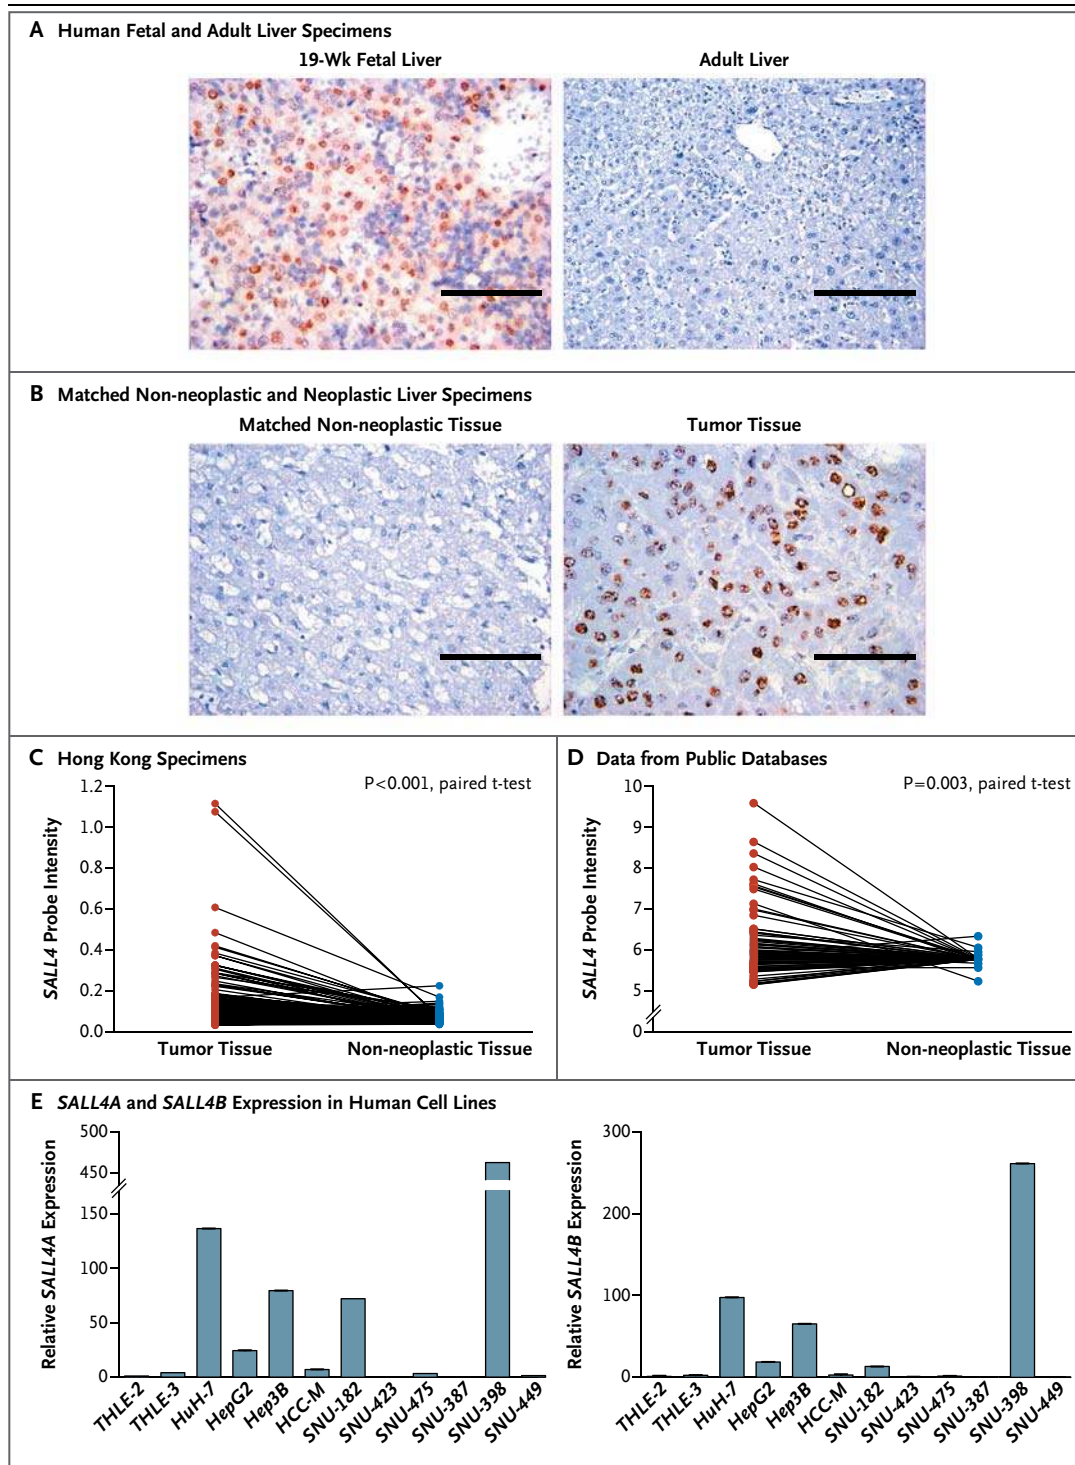 A Human Fetal and Adult Liver Specimens
19-Wk Fetal Liver Adult Liver
B Matched Non-neoplastic and Neoplastic Liver Specimens
Matched Non-neoplastic Tissue Tumor Tissue
C Hong Kong Specimens
P<0.001, paired t-test
SALL4 Probe Intensity
1.2
1.0
0.8
0.6
0.4
0.2
0.0
Tumor Tissue Non-neoplastic Tissue
D Data from Public Databases
P=0.003, paired t-test
SALL4 Probe Intensity
10
9
8
7
6
5
0
Tumor Tissue Non-neoplastic Tissue
E SALL4A and SALL4B Expression in Human Cell Lines
Relative SALL4A Expression
500
450
150
100
50
0
THLE-2
THLE-3
HuH-7
HepG2
Hep3B
HCC-M
SNU-182
SNU-423
SNU-475
SNU-387
SNU-398
SNU-449
Relative SALL4B Expression
300
200
100
0
THLE-2
THLE-3
HuH-7
HepG2
Hep3B
HCC-M
SNU-182
SNU-423
SNU-475
SNU-387
SNU-398
SNU-449